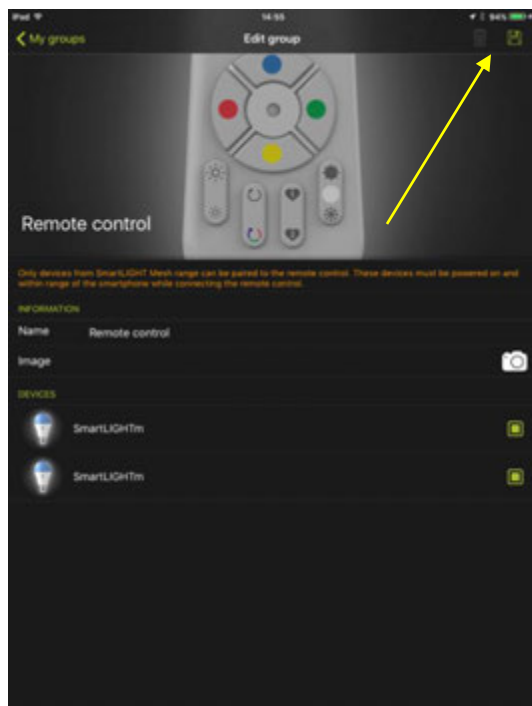 iPad 14:55 94%
My groups Edit group
Remote control
Only devices from SmartLIGHT Mesh range can be paired to the remote control. These devices must be powered on and
within range of the smartphone while connecting the remote control.
INFORMATION
Name Remote control
Image
DEVICES
SmartLIGHTm
SmartLIGHTm